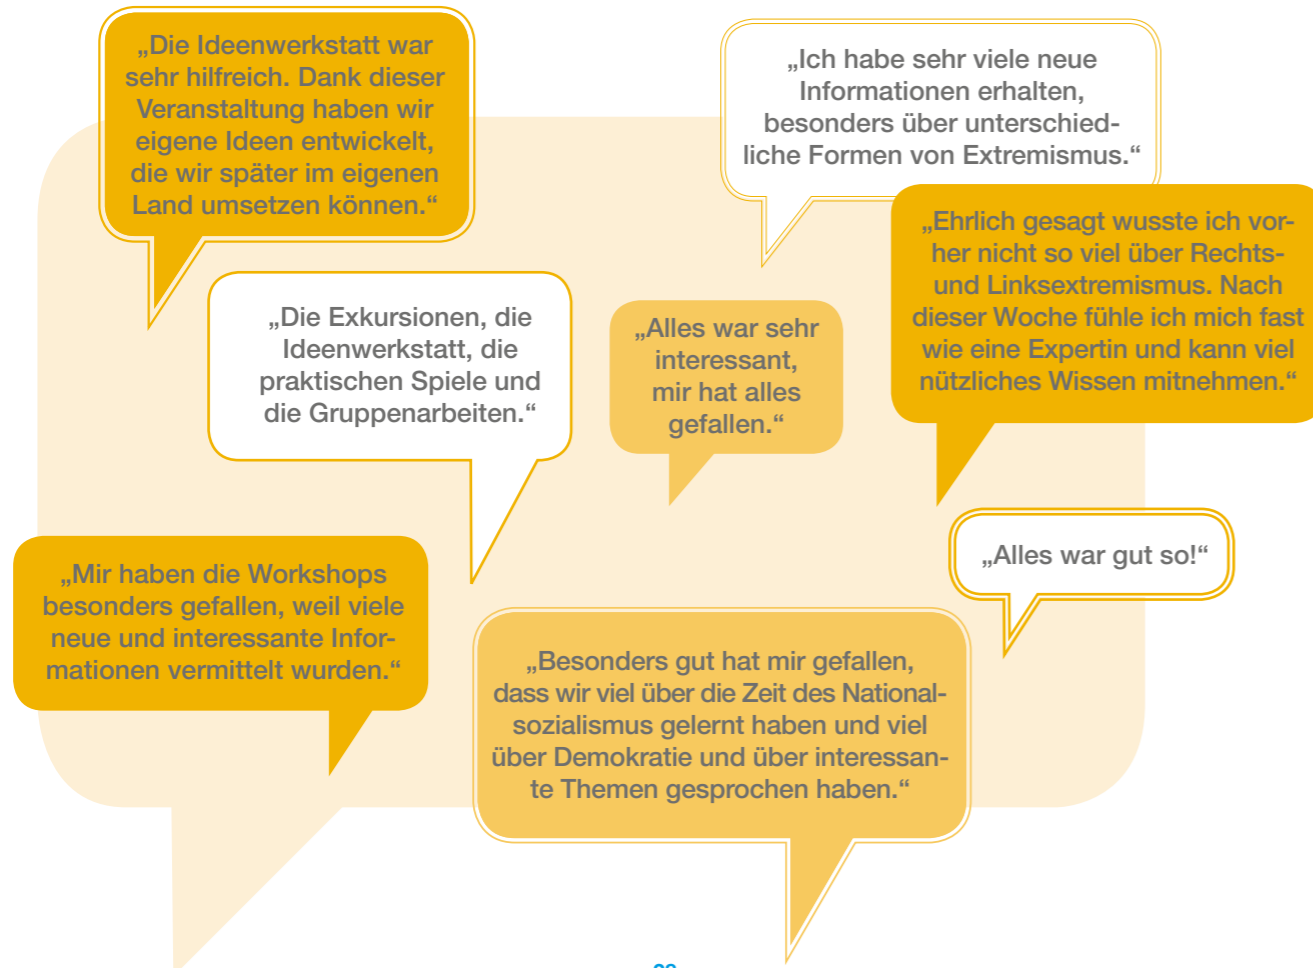 „Die Ideenwerkstatt war
sehr hilfreich. Dank dieser
Veranstaltung haben wir
eigene Ideen entwickelt,
die wir später im eigenen
Land umsetzen können.“
„Ich habe sehr viele neue
Informationen erhalten,
besonders über unterschied-
liche Formen von Extremismus.“
„Ehrlich gesagt wusste ich vor-
her nicht so viel über Rechts-
und Linksextremismus. Nach
dieser Woche fühle ich mich fast
wie eine Expertin und kann viel
nützliches Wissen mitnehmen.“
„Die Exkursionen, die
Ideenwerkstatt, die
praktischen Spiele und
die Gruppenarbeiten.“
„Alles war sehr
interessant,
mir hat alles
gefallen.“
„Alles war gut so!“
„Mir haben die Workshops
besonders gefallen, weil viele
neue und interessante Infor-
mationen vermittelt wurden.“
„Besonders gut hat mir gefallen,
dass wir viel über die Zeit des National-
sozialismus gelernt haben und viel
über Demokratie und über interessan-
te Themen gesprochen haben.“